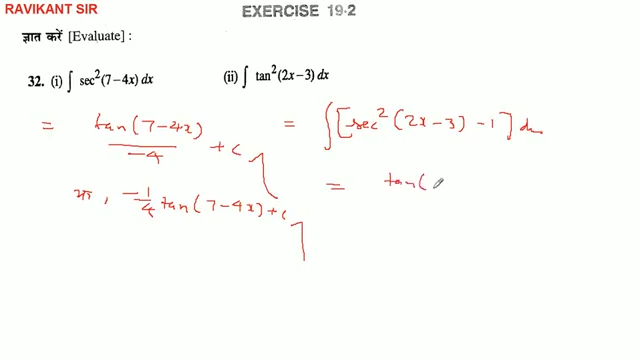 RAVIKANT SIR
EXERCISE 19·2
ज्ञात करें [Evaluate] :
32. (i) ∫ sec²(7–4x) dx (ii) ∫ tan²(2x–3) dx
= tan(7–4x)/–4 + c
या, –1/4 tan(7–4x) + c
= ∫[sec²(2x–3) –1] dx
= tan(